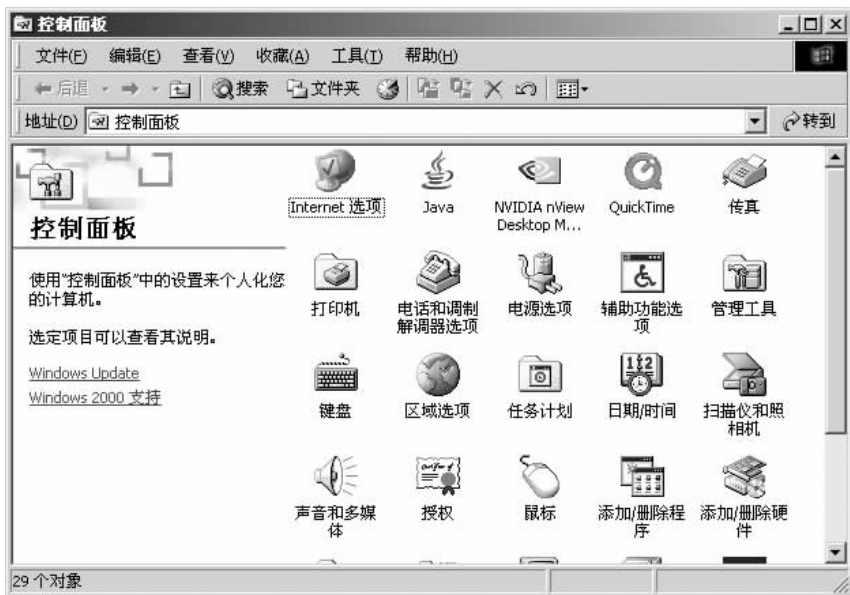 控制面板
文件(F) 编辑(E) 查看(V) 收藏(A) 工具(T) 帮助(H)
后退 搜索 文件夹
地址(D) 控制面板 转到
控制面板
使用“控制面板”中的设置来个人化您
的计算机。
选定项目可以查看其说明。
Windows Update
Windows 2000 支持
Internet 选项 Java NVIDIA nView QuickTime 传真
Desktop M...
打印机 电话和调制 电源选项 辅助功能选 管理工具
解调器选项 项
键盘 区域选项 任务计划 日期/时间 扫描仪和照
相机
声音和多媒 授权 鼠标 添加/删除程 添加/删除硬
体 序 件
29 个对象